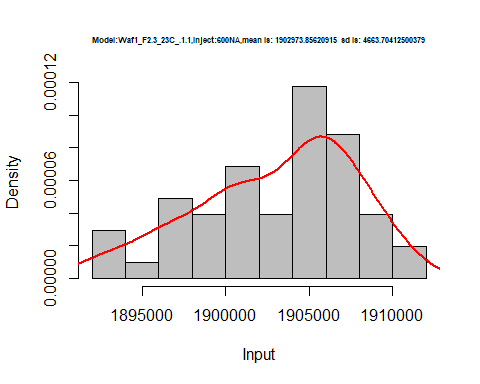 Model:Waf1_F2.3_23C_.1.1,Inject:600NA,mean is: 1902973.85620915 sd is: 4663.70412500379
Density
0.00012
0.00006
0.00000
1895000 1900000 1905000 1910000
Input